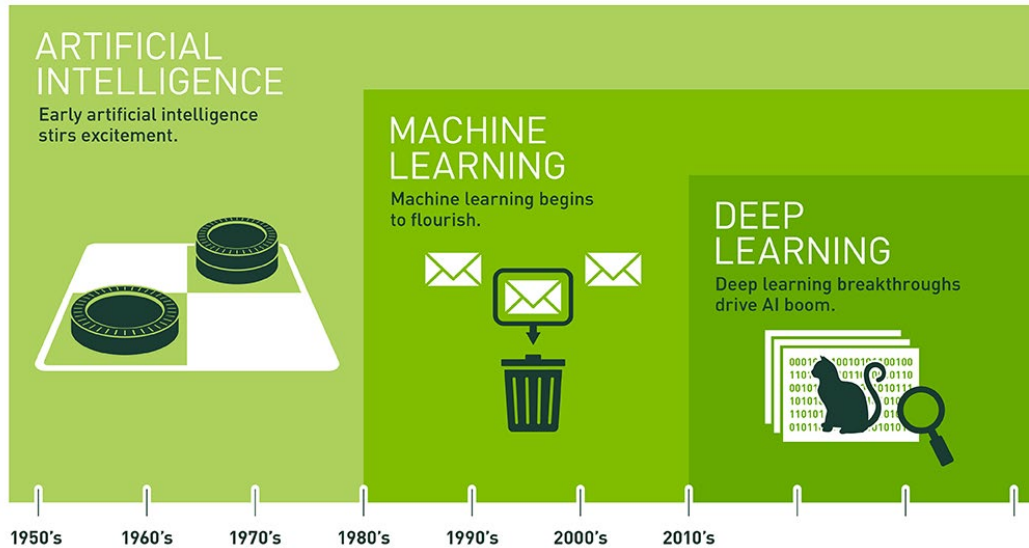 ARTIFICIAL
INTELLIGENCE
Early artificial intelligence
stirs excitement.
MACHINE
LEARNING
Machine learning begins
to flourish.
DEEP
LEARNING
Deep learning breakthroughs
drive AI boom.
1950's 1960's 1970's 1980's 1990's 2000's 2010's